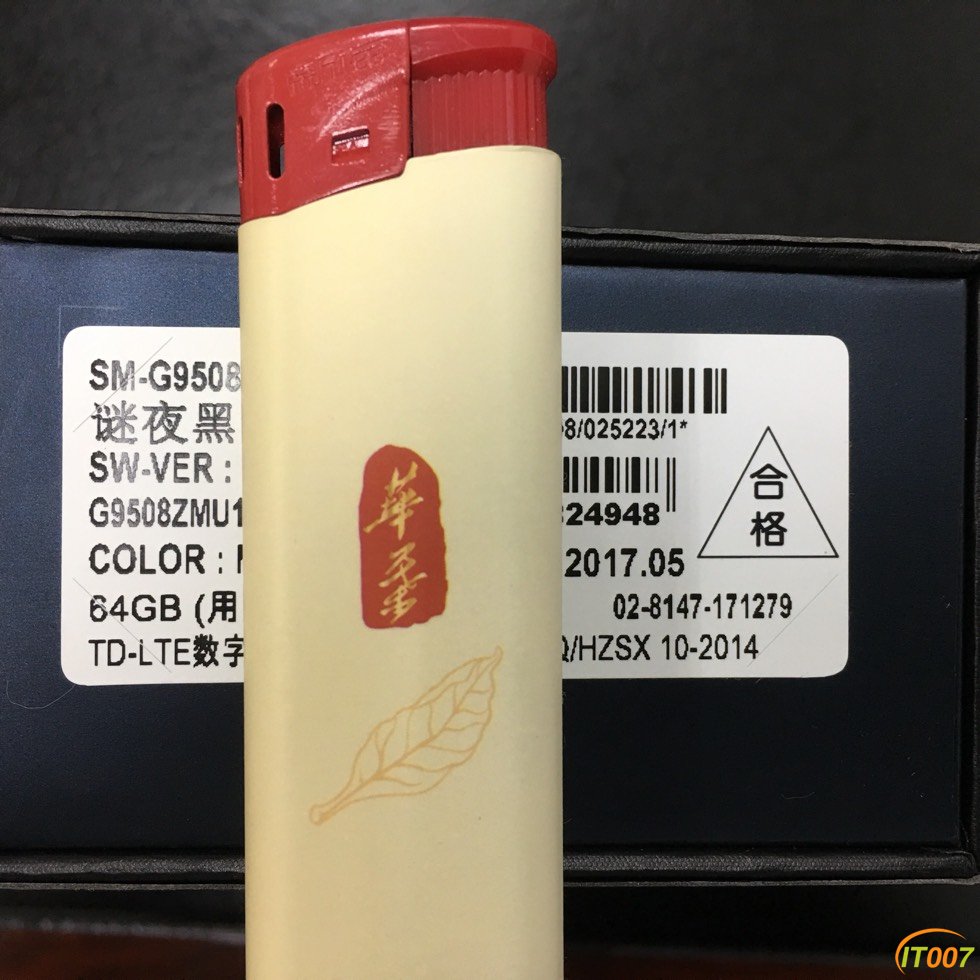 SM-G9508
谜夜黑
SW-VER :
G9508ZMU1
COLOR :
64GB (用
TD-LTE数字
8/025223/1*
24948
2017.05
02-8147-171279
Q/HZSX 10-2014
合格
華葉
IT007